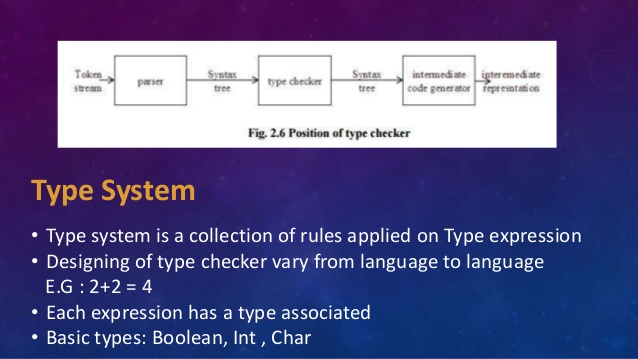 Token stream
parser
Syntax tree
type checker
Syntax tree
intermediate code generator
interemediate represntation
Fig. 2.6 Position of type checker
Type System
• Type system is a collection of rules applied on Type expression
• Designing of type checker vary from language to language
E.G : 2+2 = 4
• Each expression has a type associated
• Basic types: Boolean, Int , Char